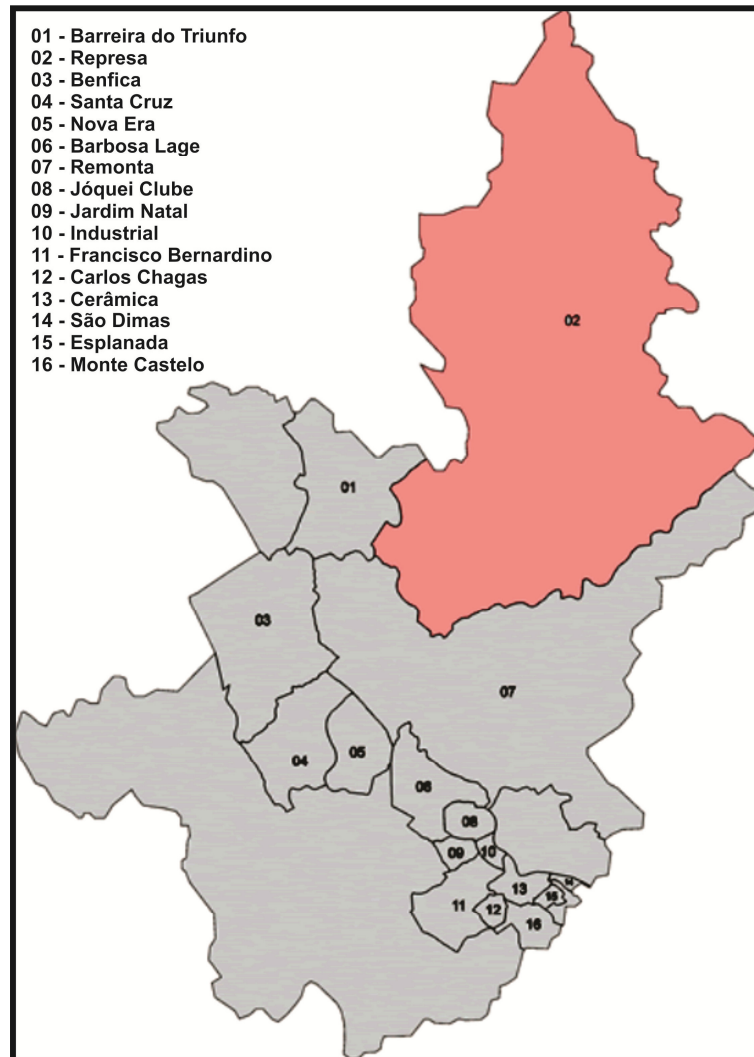 01 - Barreira do Triunfo
02 - Represa
03 - Benfica
04 - Santa Cruz
05 - Nova Era
06 - Barbosa Lage
07 - Remonta
08 - Jóquei Clube
09 - Jardim Natal
10 - Industrial
11 - Francisco Bernardino
12 - Carlos Chagas
13 - Cerâmica
14 - São Dimas
15 - Esplanada
16 - Monte Castelo
02
01
03
07
04
05
06
08
09
10
11
12
13
14
15
16